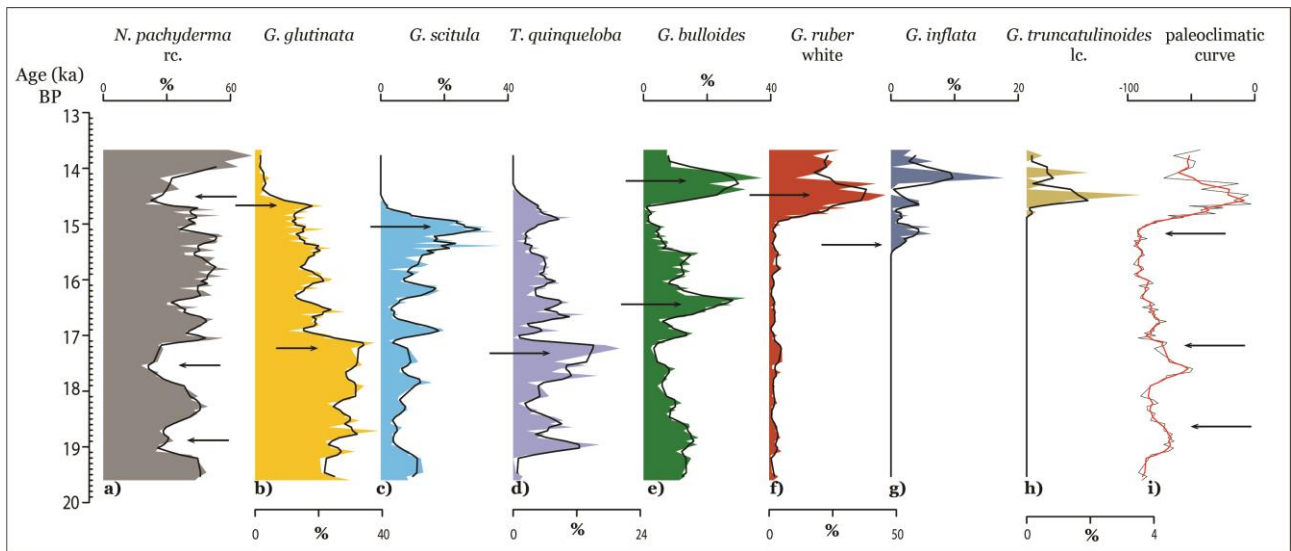 N. pachyderma rc.
G. glutinata
G. scitula
T. quinqueloba
G. bulloides
G. ruber white
G. inflata
G. truncatulinoides lc.
paleoclimatic curve
Age (ka) BP
0 % 60
0 % 40
0 % 40
0 % 20
-100 0
13
14
15
16
17
18
19
20
a)
b)
c)
d)
e)
f)
g)
h)
i)
0 % 40
0 % 24
0 % 50
0 % 4